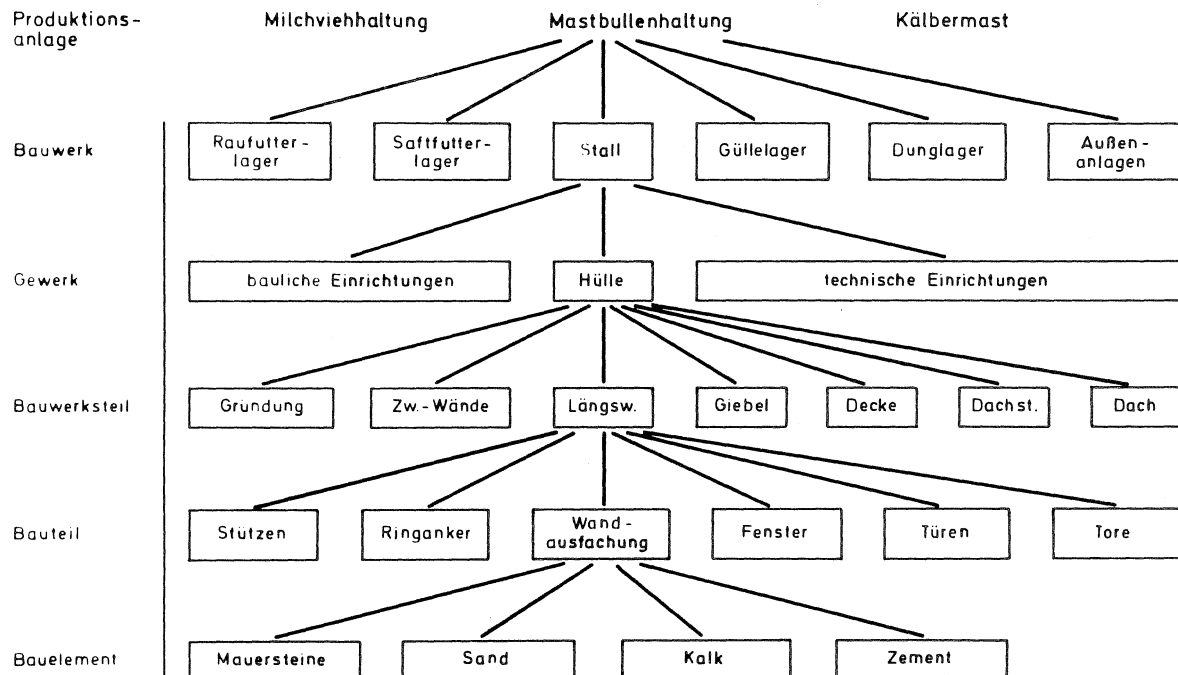 Produktions-
anlage
Milchviehhaltung
Mastbullenhaltung
Kälbermast
Bauwerk
Raufutter-
lager
Saftfutter-
lager
Stall
Güllelager
Dunglager
Außen-
anlagen
Gewerk
bauliche Einrichtungen
Hülle
technische Einrichtungen
Bauwerksteil
Gründung
Zw.-Wände
Längsw.
Giebel
Decke
Dachst.
Dach
Bauteil
Stützen
Ringanker
Wand-
ausfachung
Fenster
Türen
Tore
Bauelement
Mauersteine
Sand
Kalk
Zement